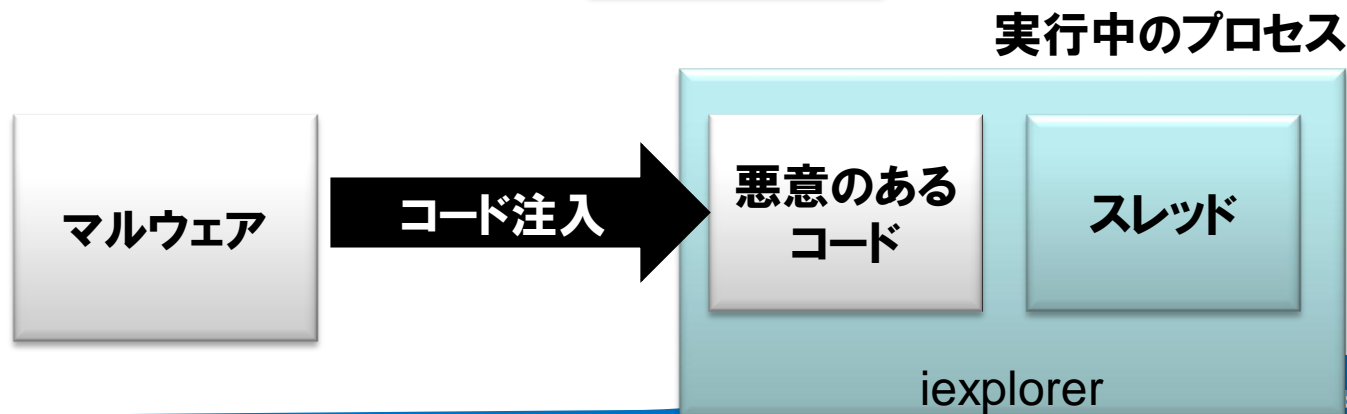 実行中のプロセス
マルウェア
コード注入
悪意のある
コード
スレッド
iexplorer